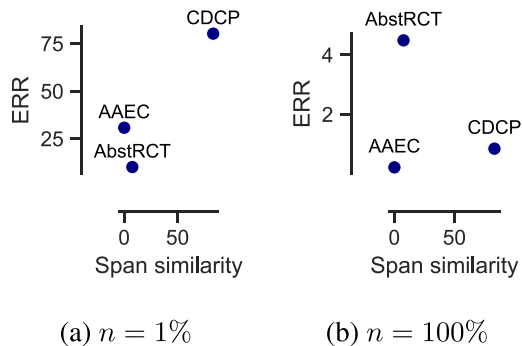 CDCP
75
ERR
50
AAEC
25
AbstRCT
0 50
Span similarity
(a) n = 1%
AbstRCT
4
ERR
2
CDCP
AAEC
0 50
Span similarity
(b) n = 100%